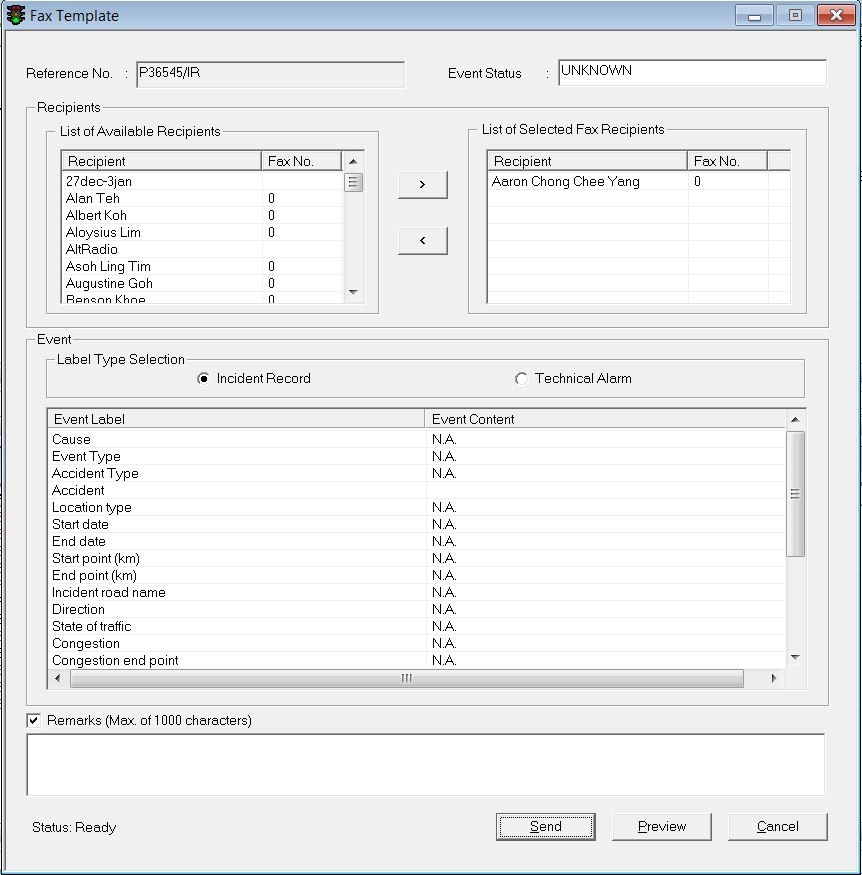 Fax Template
Reference No. : P36545/IR Event Status : UNKNOWN
Recipients
List of Available Recipients
Recipient Fax No.
27dec-3jan
Alan Teh 0
Albert Koh 0
Aloysius Lim 0
AltRadio
Asoh Ling Tim 0
Augustine Goh 0
Benson Khoe 0
>
<
List of Selected Fax Recipients
Recipient Fax No.
Aaron Chong Chee Yang 0
Event
Label Type Selection
Incident Record Technical Alarm
Event Label Event Content
Cause N.A.
Event Type N.A.
Accident Type N.A.
Accident
Location type N.A.
Start date N.A.
End date N.A.
Start point (km) N.A.
End point (km) N.A.
Incident road name N.A.
Direction N.A.
State of traffic N.A.
Congestion N.A.
Congestion end point N.A.
Remarks (Max. of 1000 characters)
Status: Ready Send Preview Cancel